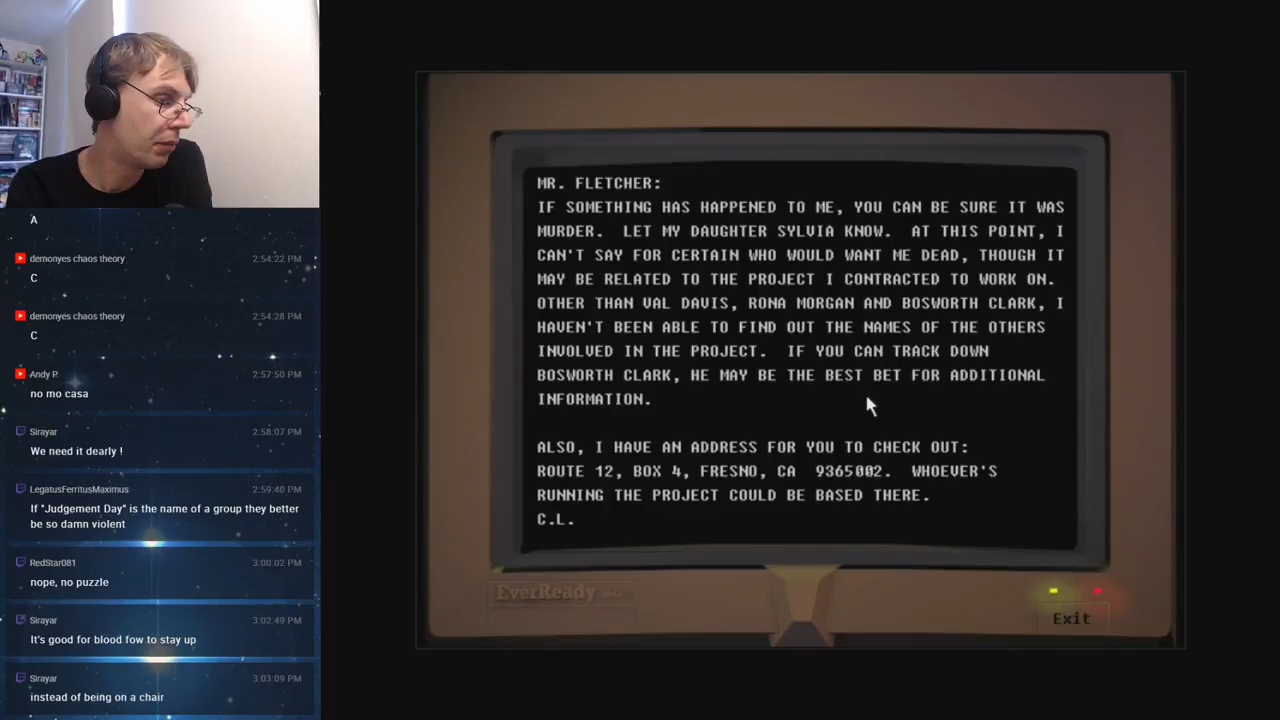 A
demonyes chaos theory 2:54:22 PM
C
demonyes chaos theory 2:54:28 PM
C
Andy P. 2:57:50 PM
no mo casa
Sirayar 2:58:07 PM
We need it dearly !
LegatusFerritusMaximus 2:59:40 PM
If "Judgement Day" is the name of a group they better
be so damn violent
RedStar081 3:00:02 PM
nope, no puzzle
Sirayar 3:02:49 PM
It's good for blood fow to stay up
Sirayar 3:03:09 PM
instead of being on a chair
MR. FLETCHER:
IF SOMETHING HAS HAPPENED TO ME, YOU CAN BE SURE IT WAS
MURDER. LET MY DAUGHTER SYLVIA KNOW. AT THIS POINT, I
CAN'T SAY FOR CERTAIN WHO WOULD WANT ME DEAD, THOUGH IT
MAY BE RELATED TO THE PROJECT I CONTRACTED TO WORK ON.
OTHER THAN VAL DAVIS, RONA MORGAN AND BOSWORTH CLARK, I
HAVEN'T BEEN ABLE TO FIND OUT THE NAMES OF THE OTHERS
INVOLVED IN THE PROJECT. IF YOU CAN TRACK DOWN
BOSWORTH CLARK, HE MAY BE THE BEST BET FOR ADDITIONAL
INFORMATION.
ALSO, I HAVE AN ADDRESS FOR YOU TO CHECK OUT:
ROUTE 12, BOX 4, FRESNO, CA 9365002. WHOEVER'S
RUNNING THE PROJECT COULD BE BASED THERE.
C.L.
EverReady
Exit